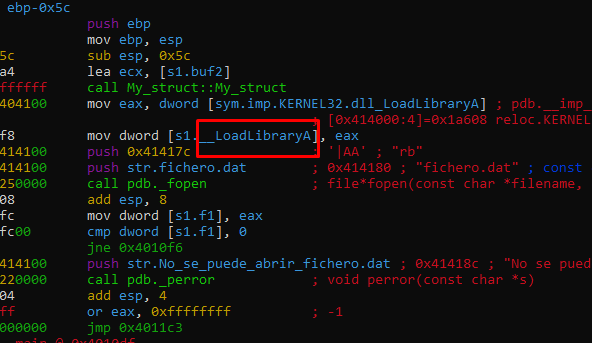 ebp-0x5c
push ebp
mov ebp, esp
5c sub esp, 0x5c
a4 lea ecx, [s1.buf2]
ffffff call My_struct::My_struct
404100 mov eax, dword [sym.imp.KERNEL32.dll_LoadLibraryA] ; pdb.__imp_
; [0x414000:4]=0x1a608 reloc.KERNEL
f8 mov dword [s1.__LoadLibraryA], eax
414100 push 0x41417c ; '|AA' ; "rb"
414100 push str.fichero.dat ; 0x414180 ; "fichero.dat" ; const
250000 call pdb._fopen ; file*fopen(const char *filename,
08 add esp, 8
fc mov dword [s1.f1], eax
fc00 cmp dword [s1.f1], 0
jne 0x4010f6
414100 push str.No_se_puede_abrir_fichero.dat ; 0x41418c ; "No se pued
220000 call pdb._perror ; void perror(const char *s)
04 add esp, 4
ff or eax, 0xffffffff ; -1
000000 jmp 0x4011c3